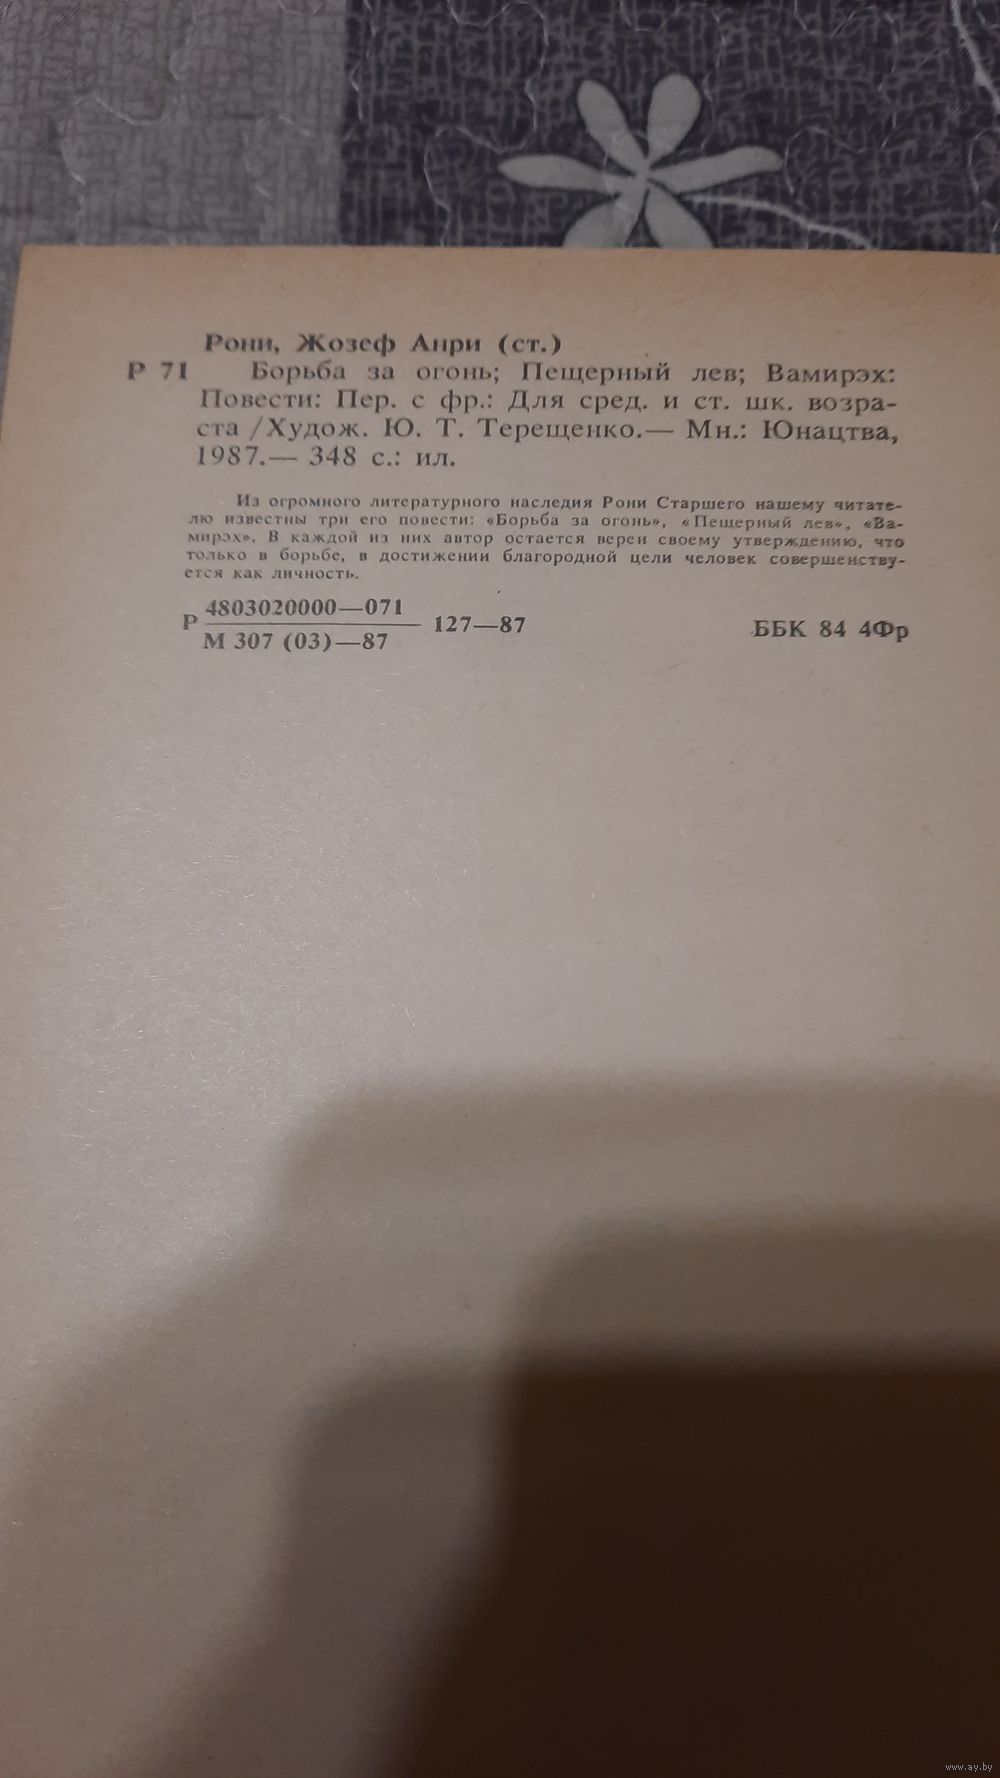 Рони, Жозеф Анри (ст.)
Р 71 Борьба за огонь; Пещерный лев; Вамирэх:
Повести: Пер. с фр.: Для сред. и ст. шк. возра-
ста /Худож. Ю. Т. Терещенко.— Мн.: Юнацтва,
1987.— 348 с.: ил.
Из огромного литературного наследия Рони Старшего нашему читате-
лю известны три его повести: «Борьба за огонь», «Пещерный лев», «Ва-
мирэх». В каждой из них автор остается верен своему утверждению, что
только в борьбе, в достижении благородной цели человек совершенству-
ется как личность.
4803020000—071
Р 127—87 ББК 84 4Фр
М 307 (03)—87
www.ay.by